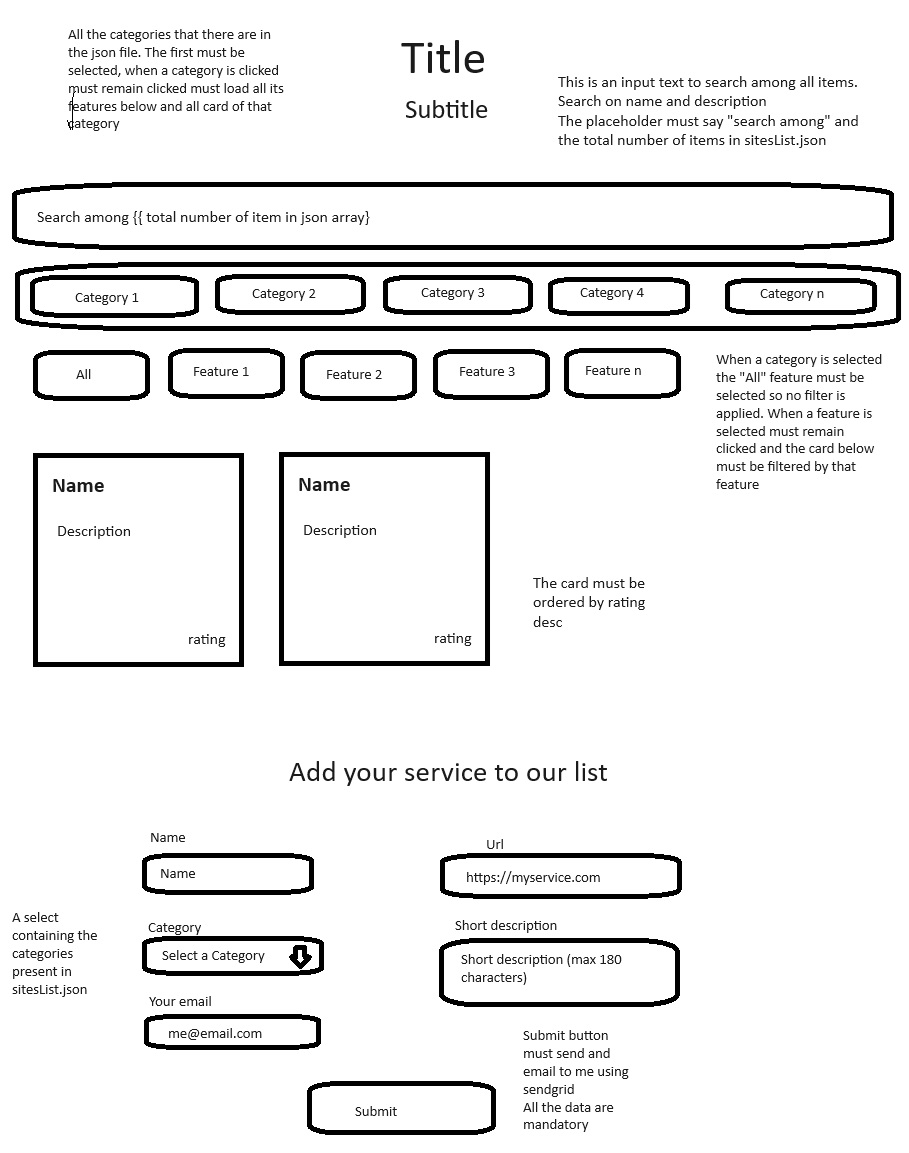 All the categories that there are in
the json file. The first must be
selected, when a category is clicked
must remain clicked must load all its
features below and all card of that
category
Title
Subtitle
This is an input text to search among all items.
Search on name and description
The placeholder must say "search among" and
the total number of items in sitesList.json
Search among {{ total number of item in json array}
Category 1
Category 2
Category 3
Category 4
Category n
All
Feature 1
Feature 2
Feature 3
Feature n
When a category is selected
the "All" feature must be
selected so no filter is
applied. When a feature is
selected must remain
clicked and the card below
must be filtered by that
feature
Name
Description
rating
Name
Description
rating
The card must be
ordered by rating
desc
Add your service to our list
Name
Name
Url
https://myservice.com
A select
containing the
categories
present in
sitesList.json
Category
Select a Category
Short description
Short description (max 180
characters)
Your email
me@email.com
Submit button
must send and
email to me using
sendgrid
All the data are
mandatory
Submit